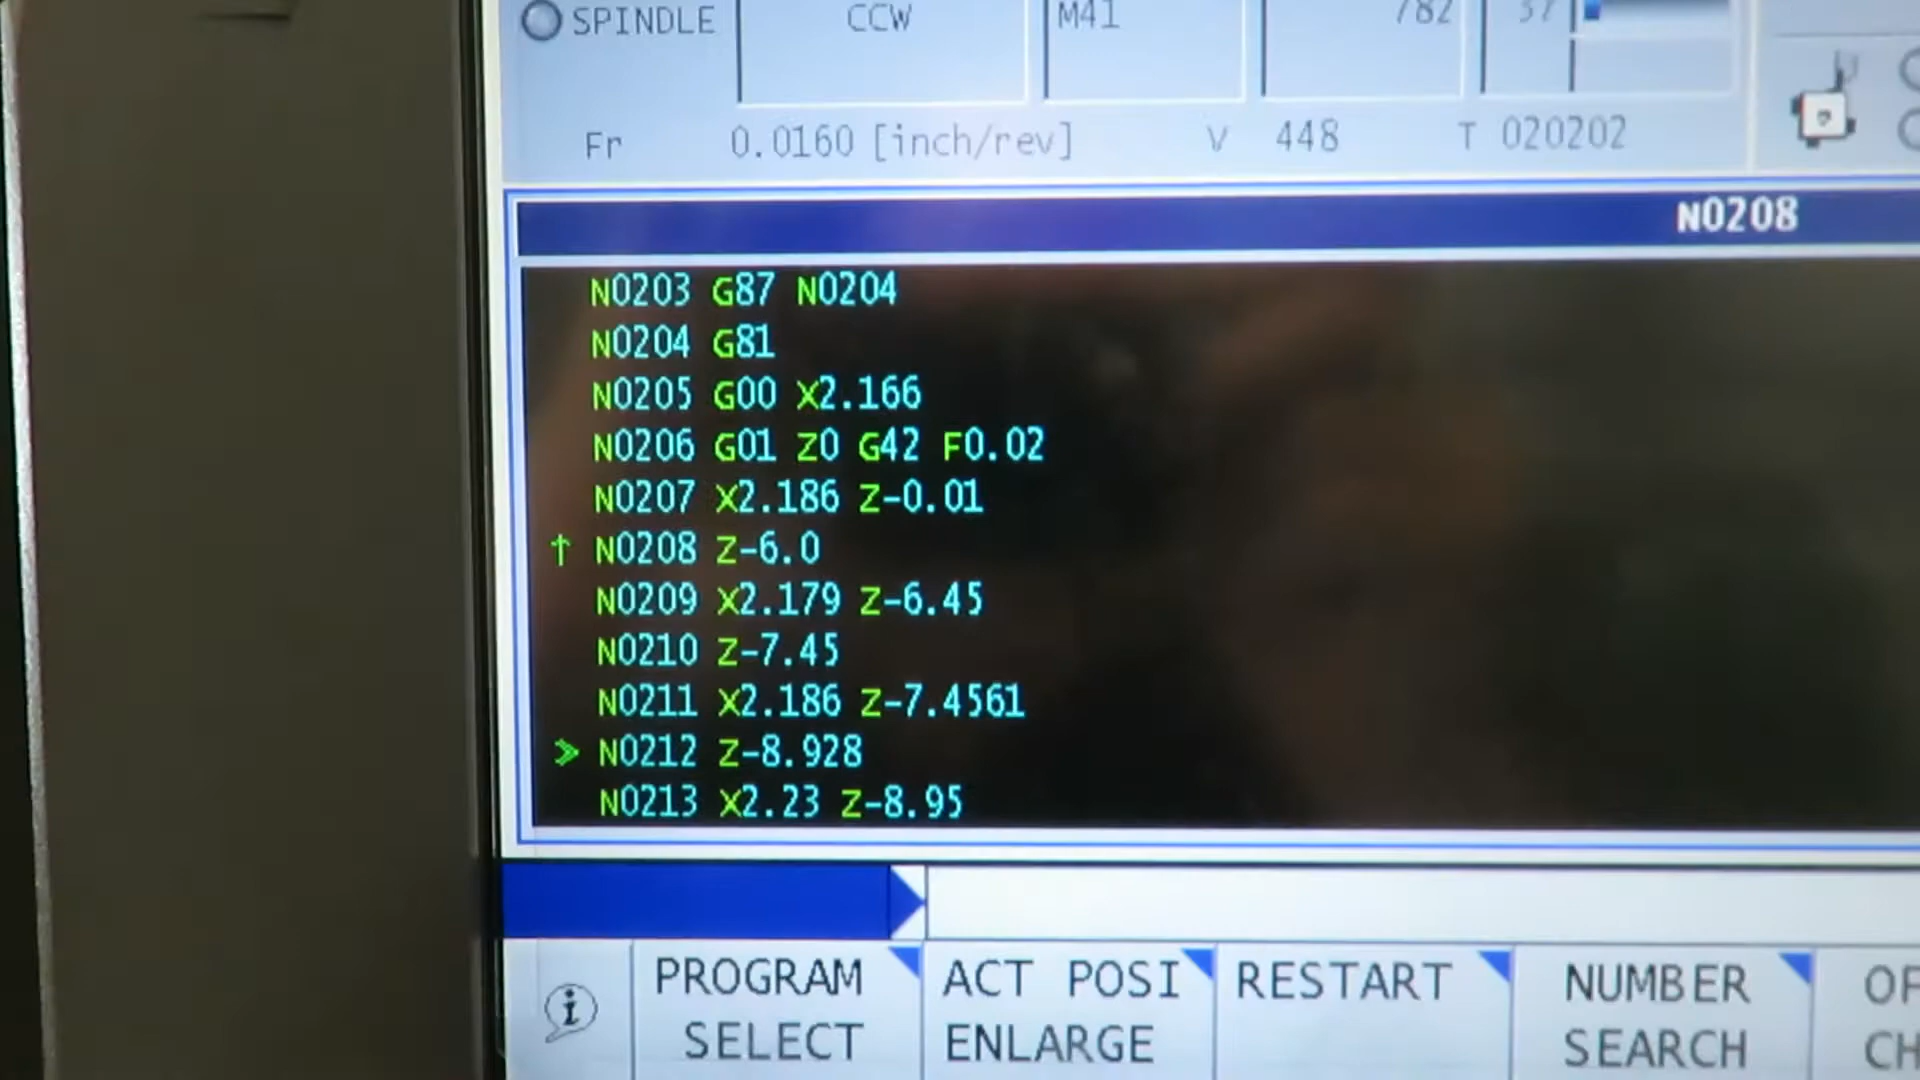 SPINDLE CCW M41 782 57
Fr 0.0160 [inch/rev] V 448 T 020202
N0208
N0203 G87 N0204
N0204 G81
N0205 G00 X2.166
N0206 G01 Z0 G42 F0.02
N0207 X2.186 Z-0.01
↑ N0208 Z-6.0
N0209 X2.179 Z-6.45
N0210 Z-7.45
N0211 X2.186 Z-7.4561
N0212 Z-8.928
N0213 X2.23 Z-8.95
PROGRAM SELECT
ACT POSI ENLARGE
RESTART
NUMBER SEARCH